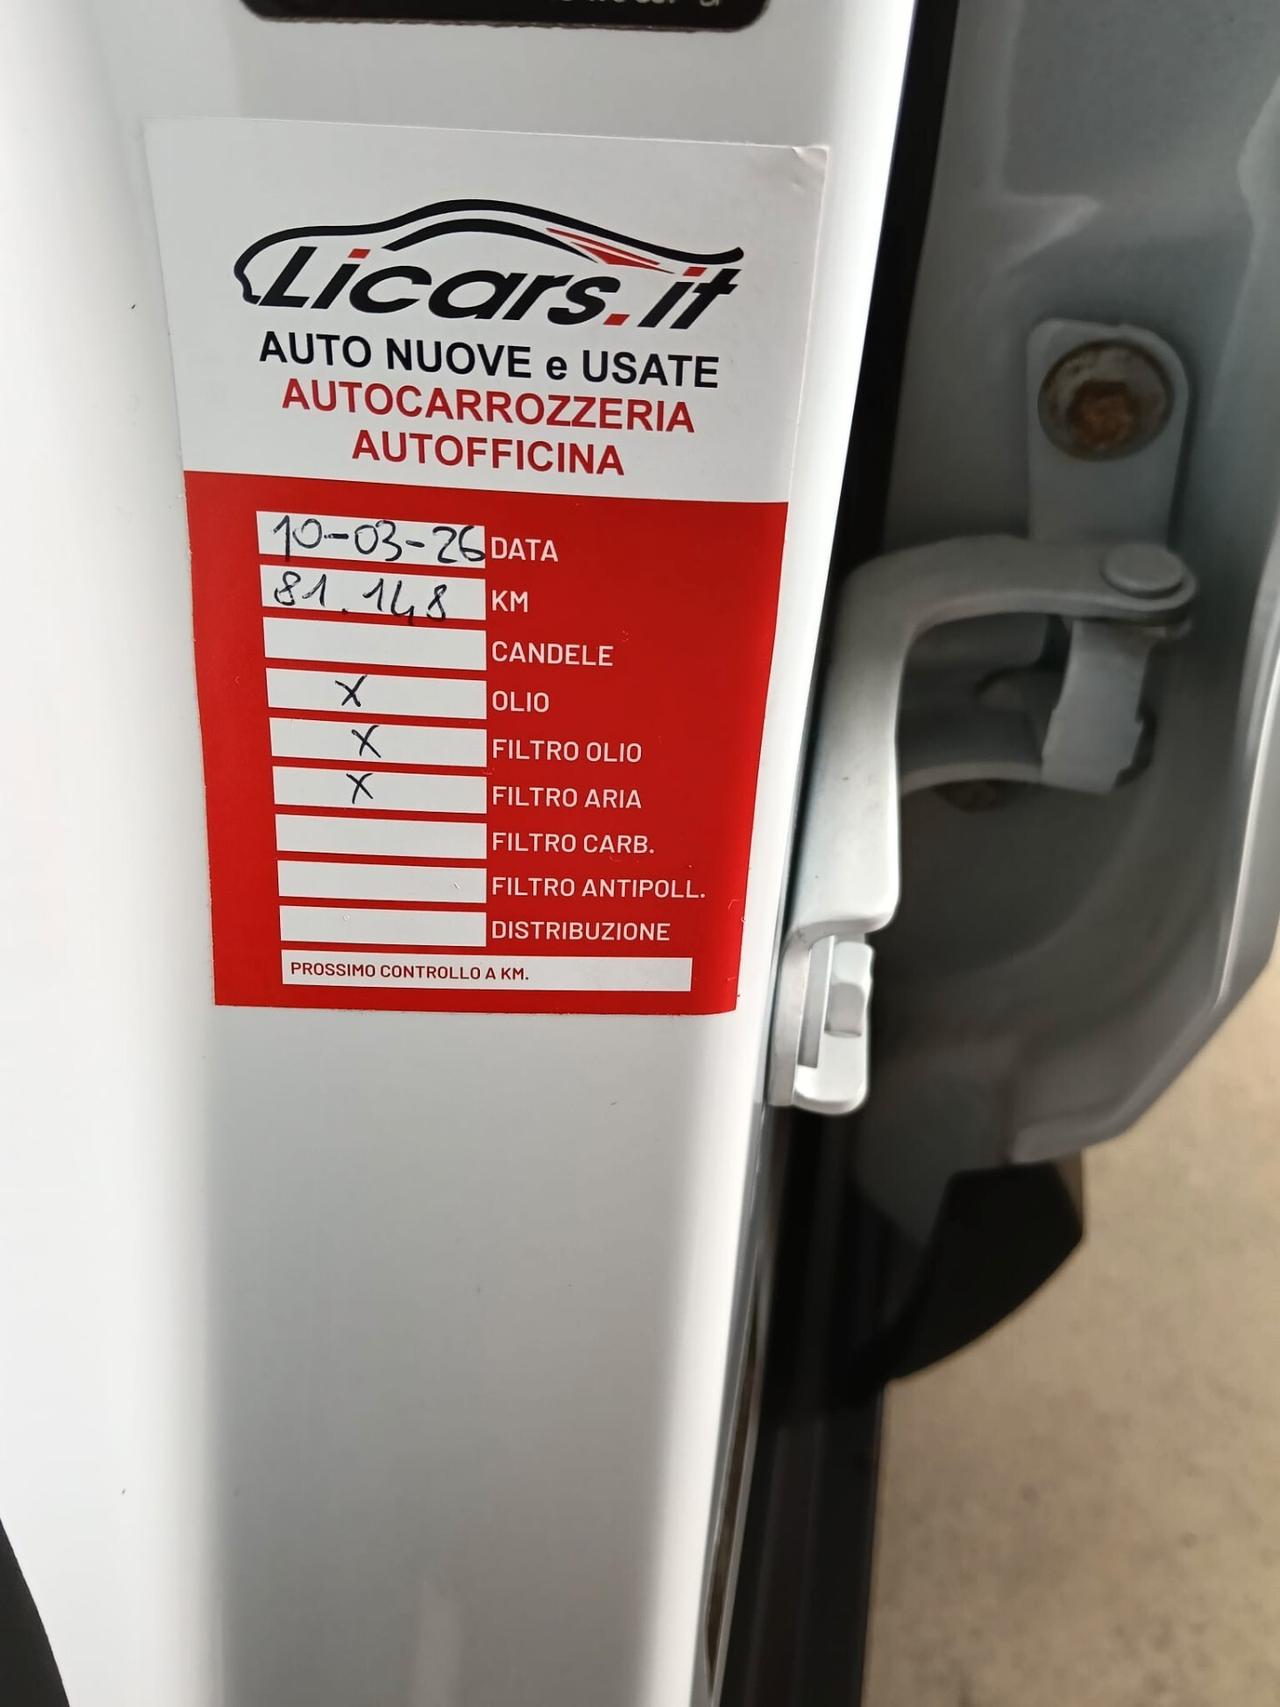 Licars.it
AUTO NUOVE e USATE
AUTOCARROZZERIA
AUTOFFICINA
10-03-26 DATA
81.148 KM
CANDELE
X OLIO
X FILTRO OLIO
X FILTRO ARIA
FILTRO CARB.
FILTRO ANTIPOLL.
DISTRIBUZIONE
PROSSIMO CONTROLLO A KM.